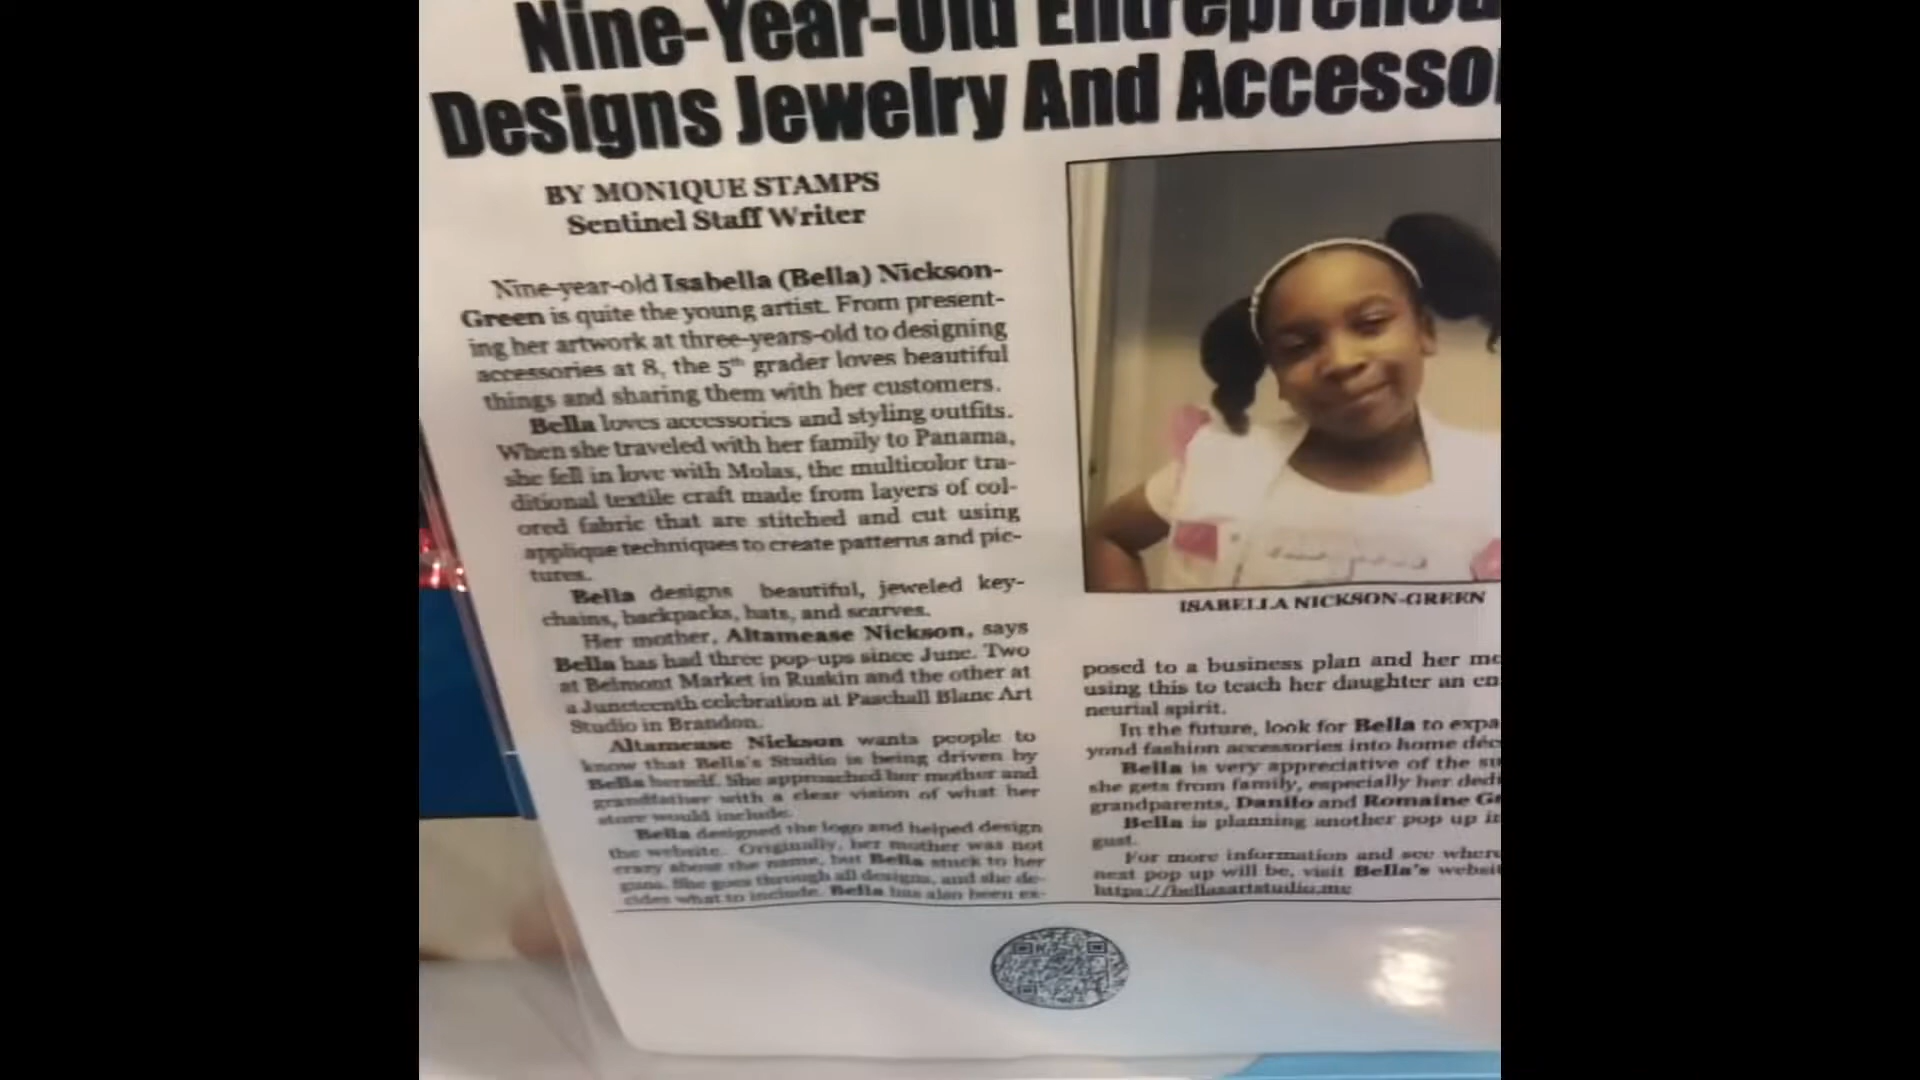 Nine-Year-Old Entrepreneu
Designs Jewelry And Accesso
BY MONIQUE STAMPS
Sentinel Staff Writer
Nine-year-old Isabella (Bella) Nickson-
Green is quite the young artist. From present-
ing her artwork at three-years-old to designing
accessories at 8, the 5th grader loves beautiful
things and sharing them with her customers.
Bella loves accessories and styling outfits.
When she traveled with her family to Panama,
she fell in love with Molas, the multicolor tra-
ditional textile craft made from layers of col-
ored fabric that are stitched and cut using
applique techniques to create patterns and pic-
tures.
Bella designs beautiful, jeweled key-
chains, backpacks, hats, and scarves.
Her mother, Altamease Nickson, says
Bella has had three pop-ups since June. Two
at Belmont Market in Ruskin and the other at
a Juneteenth celebration at Paschall Blanc Art
Studio in Brandon.
Altamease Nickson wants people to
know that Bella's Studio is being driven by
Bella herself. She approached her mother and
grandfather with a clear vision of what her
store would include.
Bella designed the logo and helped design
the website. Originally, her mother was not
crazy about the name, but Bella stuck to her
guns. She goes through all designs, and she de-
cides what to include. Bella has also been ex-
ISABELLA NICKSON-GREEN
posed to a business plan and her mo
using this to teach her daughter an en
neurial spirit.
In the future, look for Bella to expa
yond fashion accessories into home déc
Bella is very appreciative of the su
she gets from family, especially her dedi
grandparents, Danilo and Romaine Gr
Bella is planning another pop up in
gust.
For more information and see where
next pop up will be, visit Bella's websit
https://bellasartstudio.me